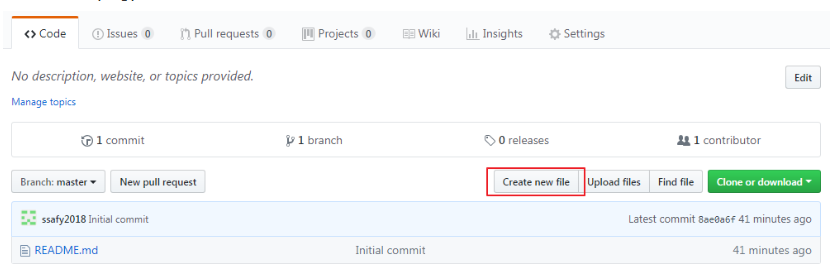 Code Issues 0 Pull requests 0 Projects 0 Wiki Insights Settings
No description, website, or topics provided. Edit
Manage topics
1 commit 1 branch 0 releases 1 contributor
Branch: master New pull request Create new file Upload files Find file Clone or download
ssafy2018 Initial commit Latest commit 8ae0a6f 41 minutes ago
README.md Initial commit 41 minutes ago